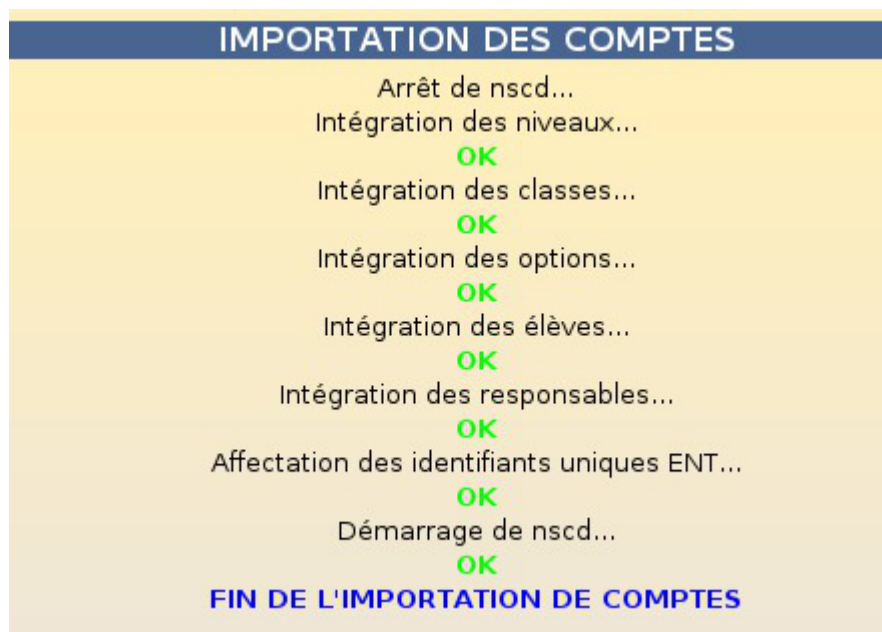 IMPORTATION DES COMPTES
Arrêt de nscd...
Intégration des niveaux...
OK
Intégration des classes...
OK
Intégration des options...
OK
Intégration des élèves...
OK
Intégration des responsables...
OK
Affectation des identifiants uniques ENT...
OK
Démarrage de nscd...
OK
FIN DE L'IMPORTATION DE COMPTES